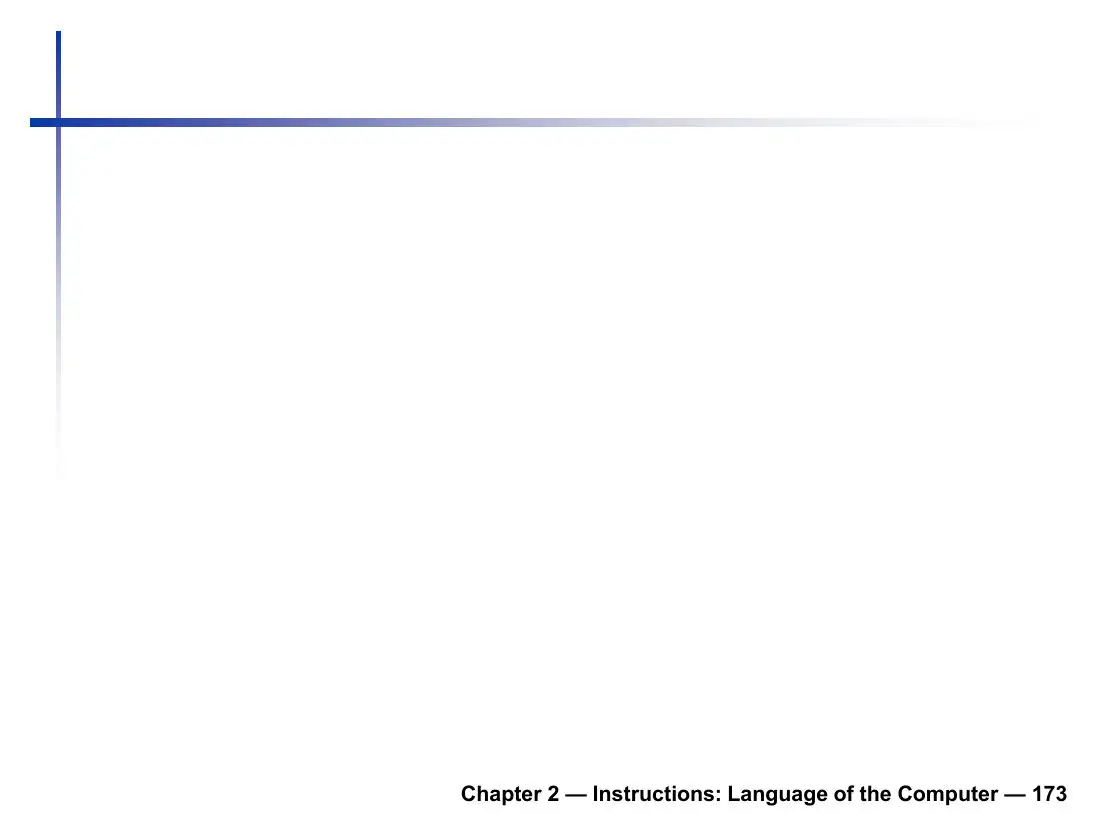 Chapter 2 — Instructions: Language of the Computer — 173